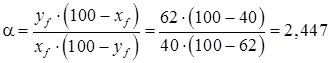 α = y_f · (100 − x_f) / x_f · (100 − y_f) = 62 · (100 − 40) / 40 · (100 − 62) = 2,447